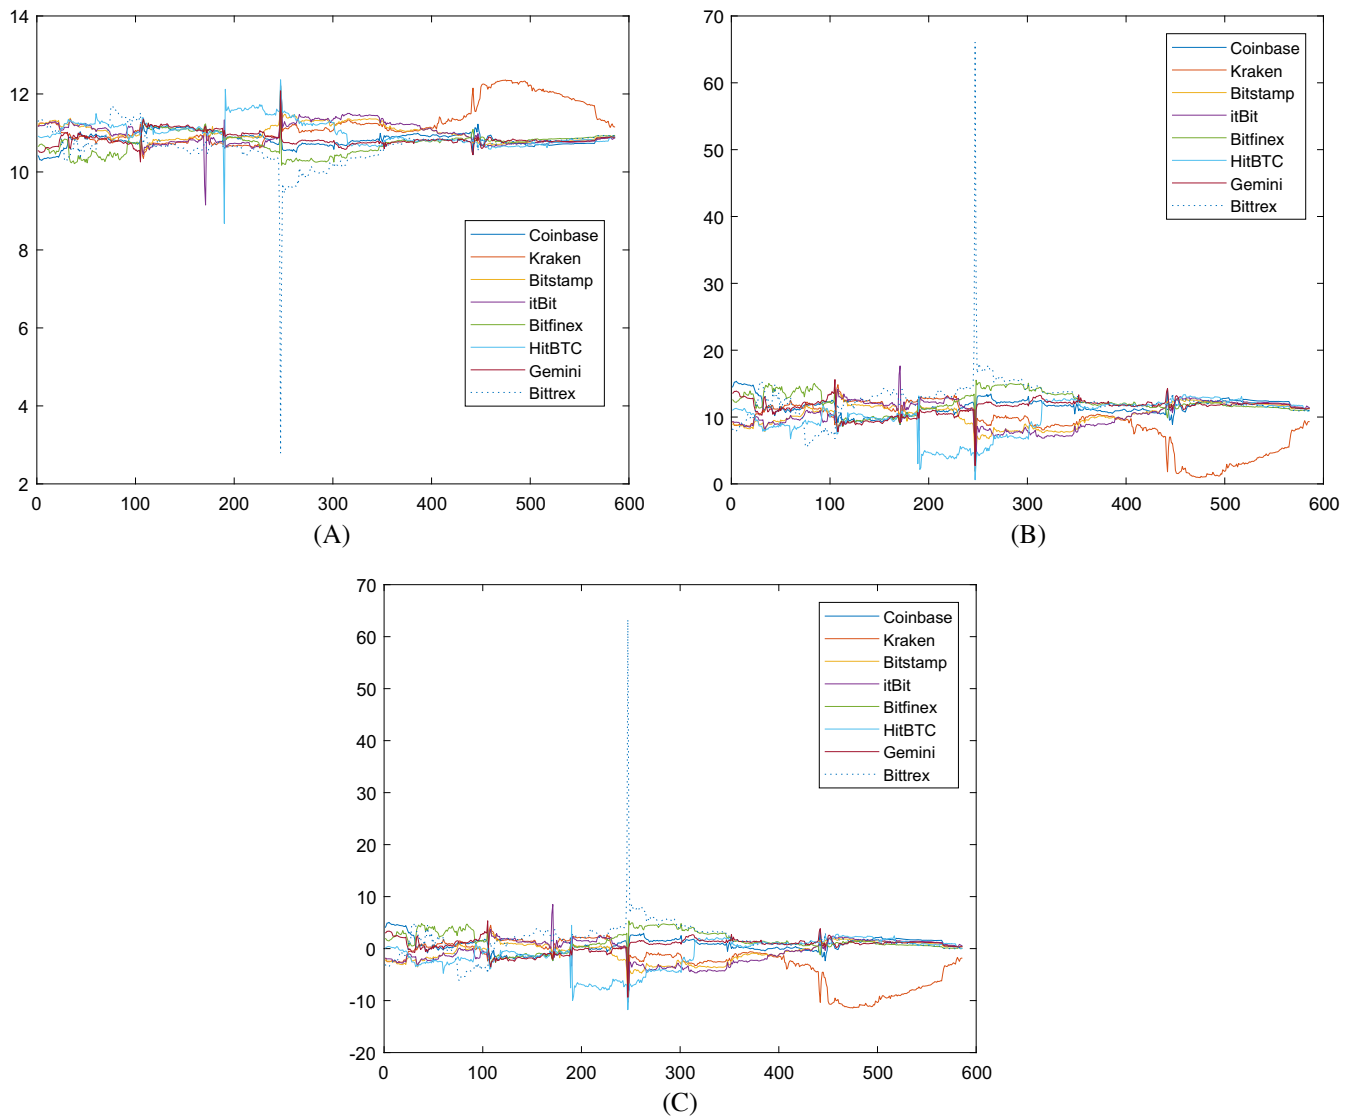 14
12
10
8
6
4
2
0 100 200 300 400 500 600
Coinbase
Kraken
Bitstamp
itBit
Bitfinex
HitBTC
Gemini
Bittrex
(A)
70
60
50
40
30
20
10
0
0 100 200 300 400 500 600
Coinbase
Kraken
Bitstamp
itBit
Bitfinex
HitBTC
Gemini
Bittrex
(B)
70
60
50
40
30
20
10
0
-10
-20
0 100 200 300 400 500 600
Coinbase
Kraken
Bitstamp
itBit
Bitfinex
HitBTC
Gemini
Bittrex
(C)